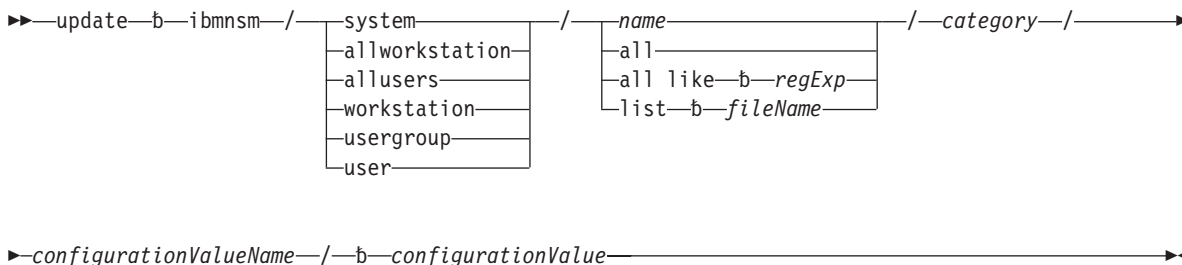 update ƀ ibmnsm / system / name / category /
allworkstation all
allusers all like ƀ regExp
workstation list ƀ fileName
usergroup
user
configurationValueName / ƀ configurationValue